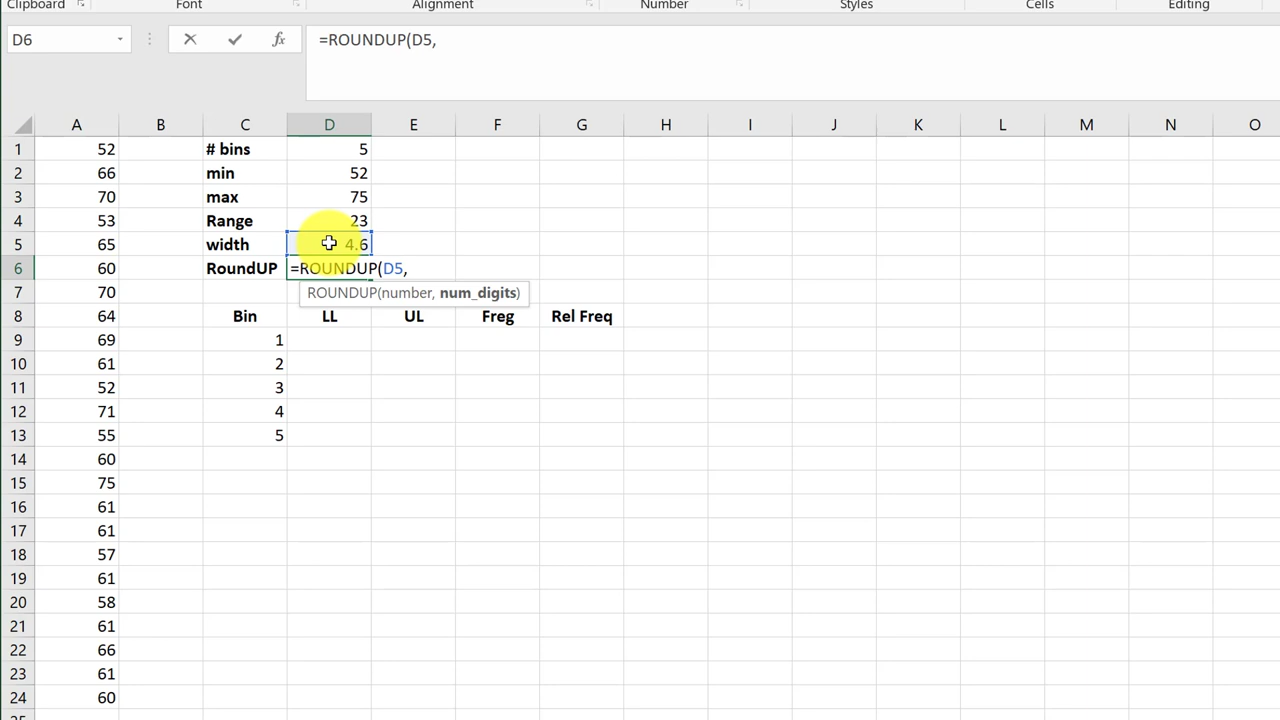 Clipboard Font Alignment Number Styles Cells Editing
D6 fx =ROUNDUP(D5,
A B C D E F G H I J K L M N O
1 52 # bins 5
2 66 min 52
3 70 max 75
4 53 Range 23
5 65 width 4.6
6 60 RoundUP =ROUNDUP(D5,
7 70 ROUNDUP(number, num_digits)
8 64 Bin LL UL Freg Rel Freq
9 69 1
10 61 2
11 52 3
12 71 4
13 55 5
14 60
15 75
16 61
17 61
18 57
19 61
20 58
21 61
22 66
23 61
24 60